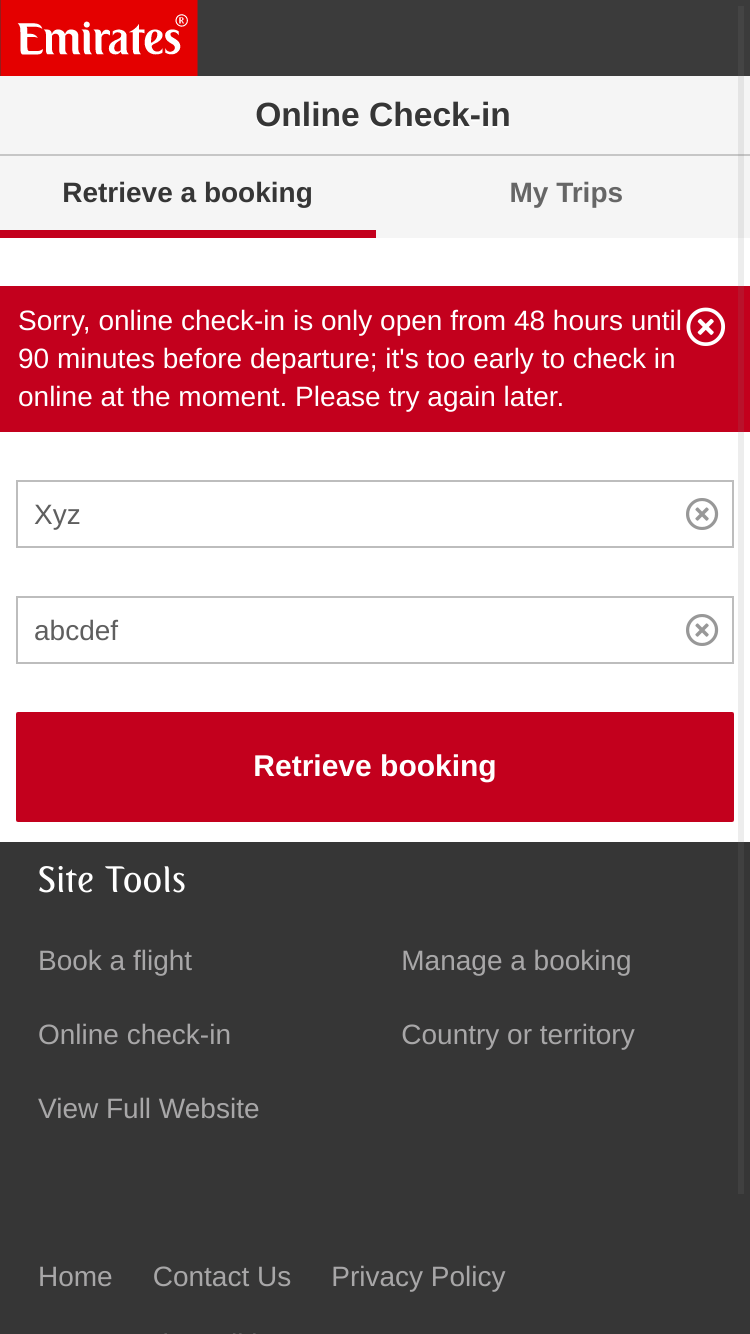 Emirates®
Online Check-in
Retrieve a booking
My Trips
Sorry, online check-in is only open from 48 hours until
90 minutes before departure; it's too early to check in
online at the moment. Please try again later.
Xyz
abcdef
Retrieve booking
Site Tools
Book a flight
Manage a booking
Online check-in
Country or territory
View Full Website
Home
Contact Us
Privacy Policy